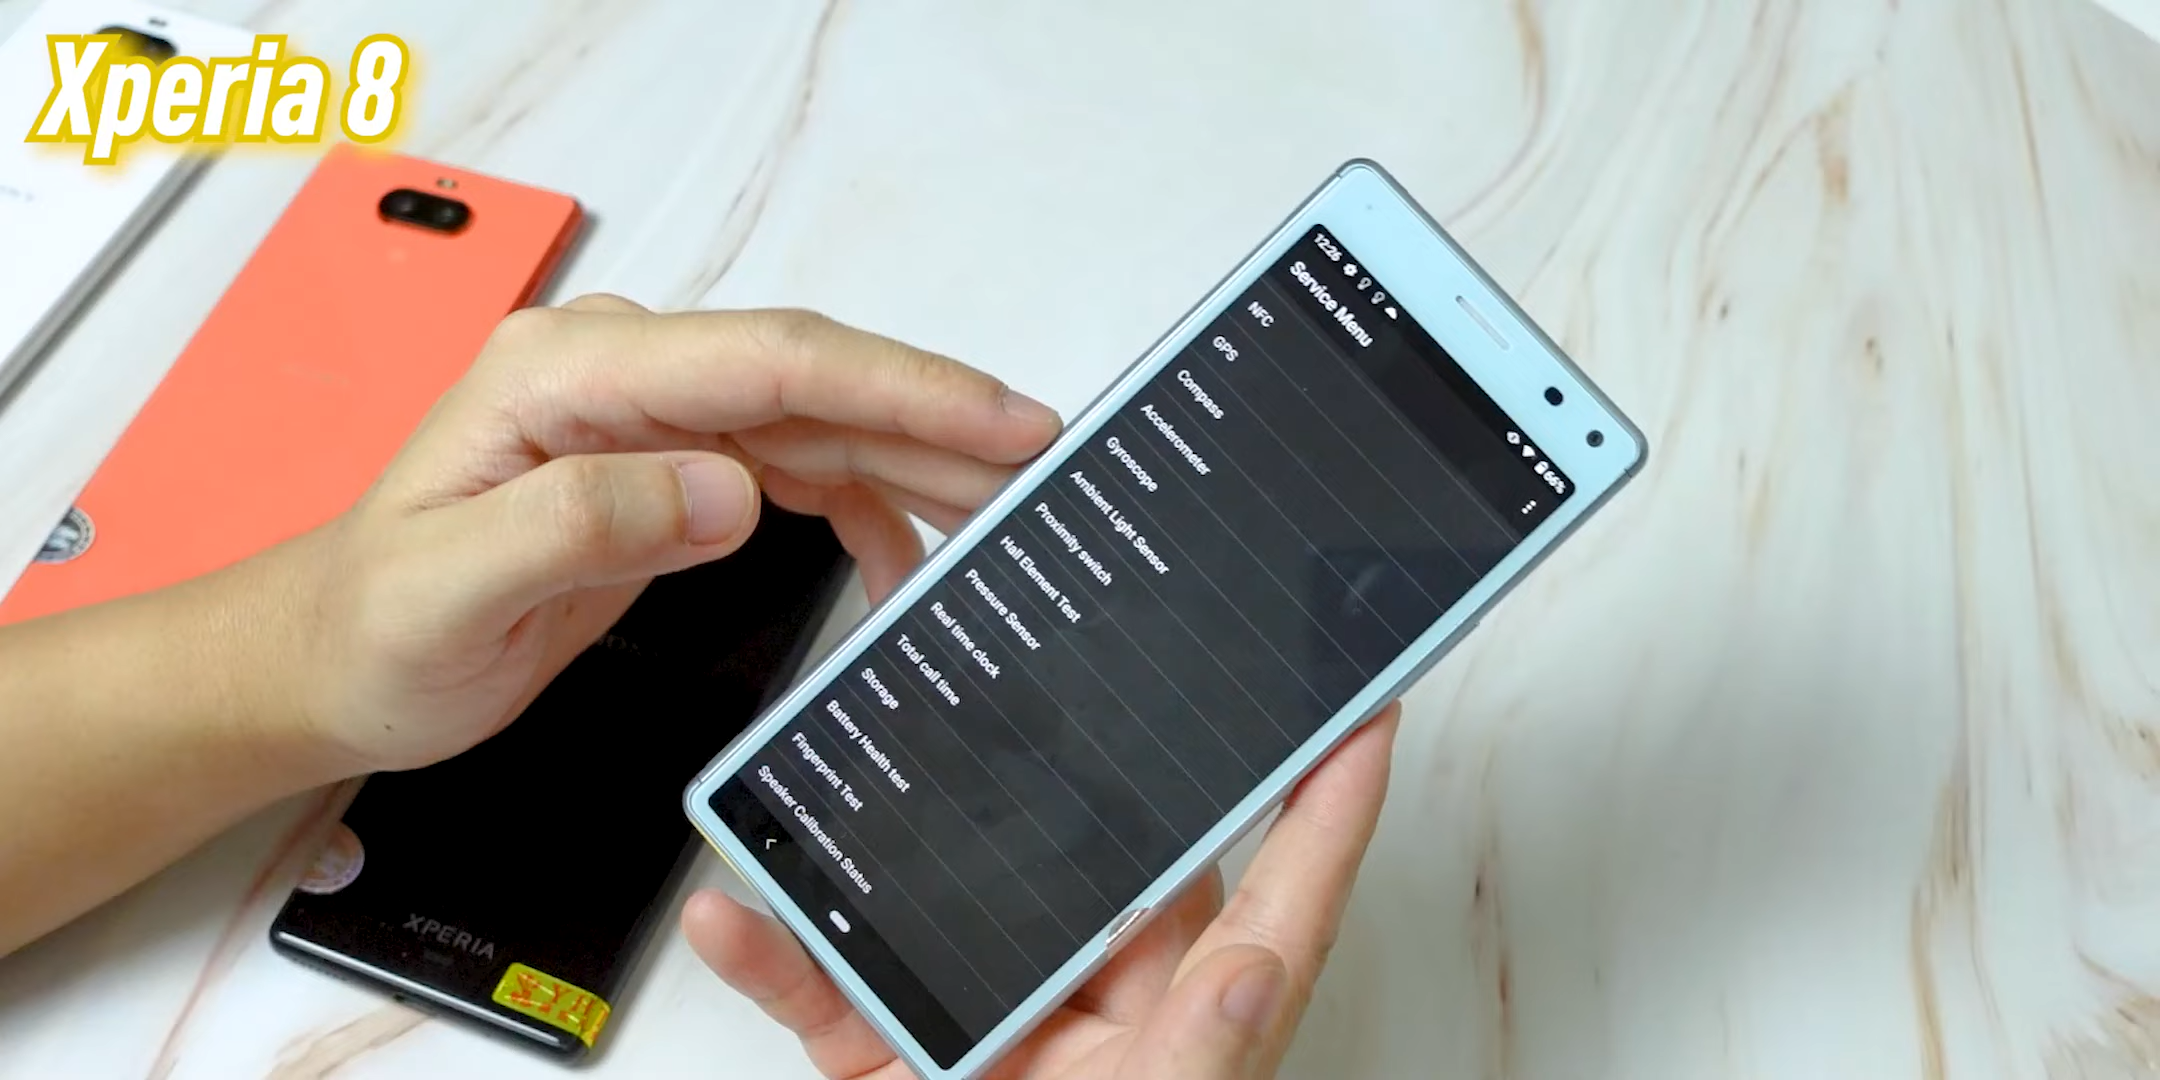 Xperia 8
12:26
66%
Service Menu
NFC
GPS
Compass
Accelerometer
Gyroscope
Ambient Light Sensor
Proximity switch
Hall Element Test
Pressure Sensor
Real time clock
Total call time
Storage
Battery Health test
Fingerprint Test
Speaker Calibration Status
XPERIA